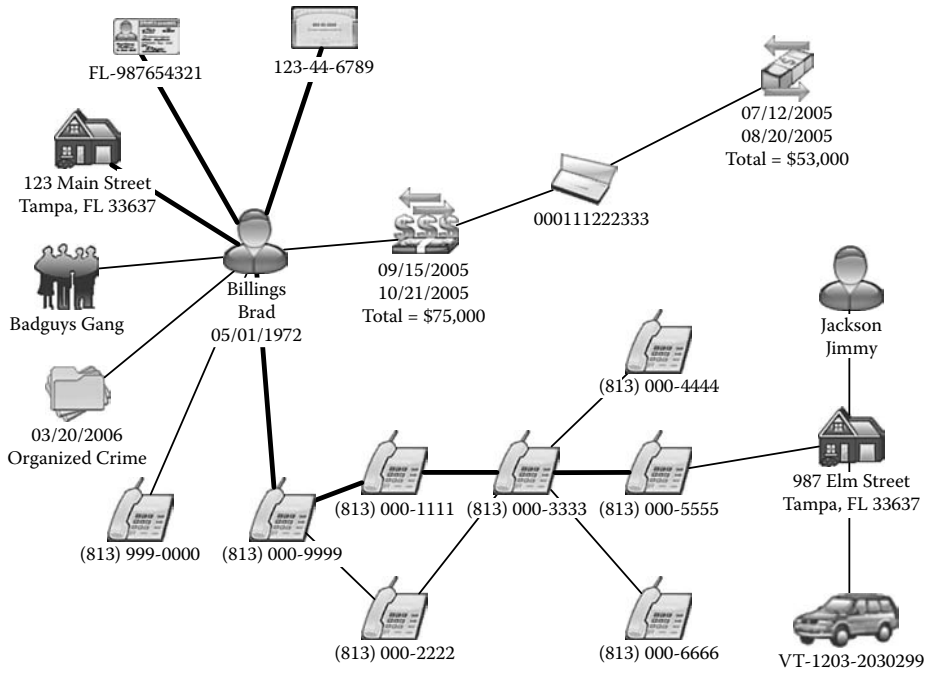 FL-987654321
123-44-6789
07/12/2005
08/20/2005
Total = $53,000
123 Main Street
Tampa, FL 33637
000111222333
Badguys Gang
Billings
Brad
05/01/1972
09/15/2005
10/21/2005
Total = $75,000
Jackson
Jimmy
(813) 000-4444
03/20/2006
Organized Crime
(813) 999-0000
(813) 000-9999
(813) 000-1111
(813) 000-3333
(813) 000-5555
987 Elm Street
Tampa, FL 33637
(813) 000-2222
(813) 000-6666
VT-1203-2030299